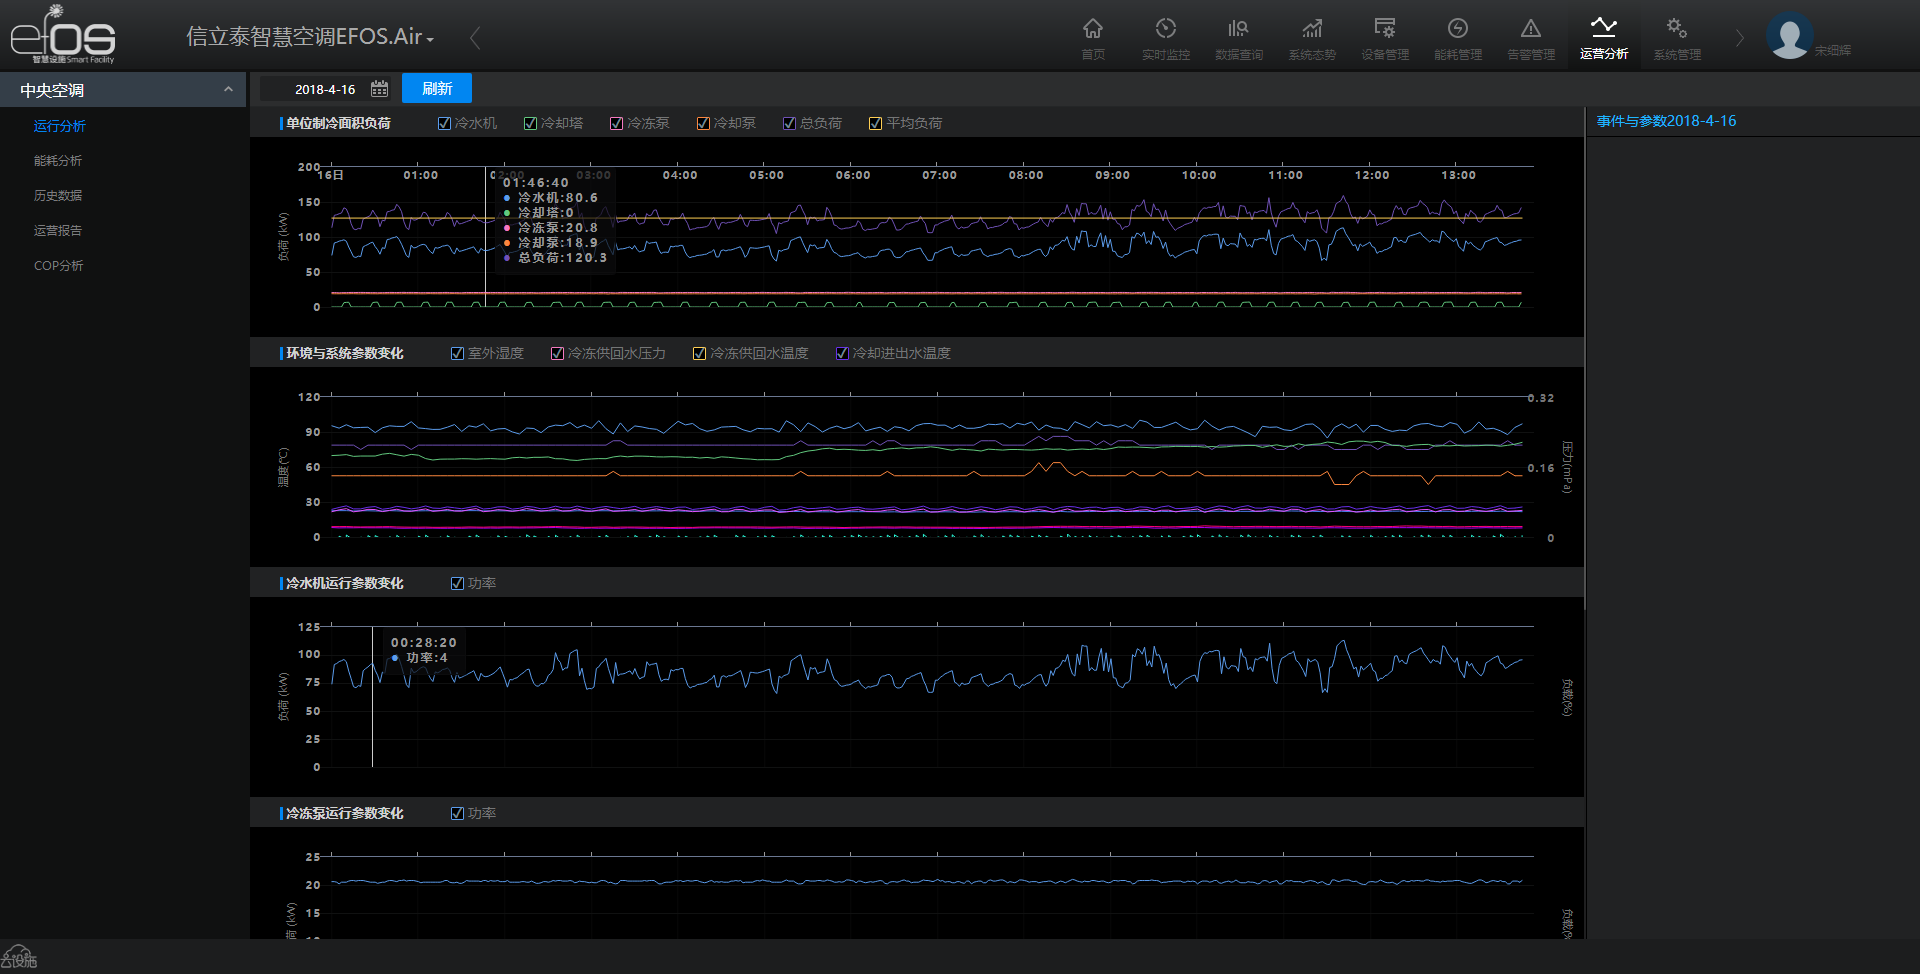 efOS
智慧设施Smart Facility
信立泰智慧空调EFOS.Air
首页 实时监控 数据查询 系统态势 设备管理 能耗管理 告警管理 运营分析 系统管理
宋细辉
中央空调
运行分析
能耗分析
历史数据
运营报告
COP分析
2018-4-16 刷新
事件与参数2018-4-16
单位制冷面积负荷 冷水机 冷却塔 冷冻泵 冷却泵 总负荷 平均负荷
200
16日 01:00 02:00 03:00 04:00 05:00 06:00 07:00 08:00 09:00 10:00 11:00 12:00 13:00
01:46:40
冷水机:80.6
冷却塔:0
冷冻泵:20.8
冷却泵:18.9
总负荷:120.3
150
100
50
0
负荷 (kW)
环境与系统参数变化 室外湿度 冷冻供回水压力 冷冻供回水温度 冷却进出水温度
120
90
60
30
0
温度(℃)
0.32
0.16
0
压力(mPa)
冷水机运行参数变化 功率
125
100
75
50
25
0
负荷 (kW)
00:28:20
功率:4
负载(%)
冷冻泵运行参数变化 功率
25
20
15
荷 (kW)
负载(%
云设施